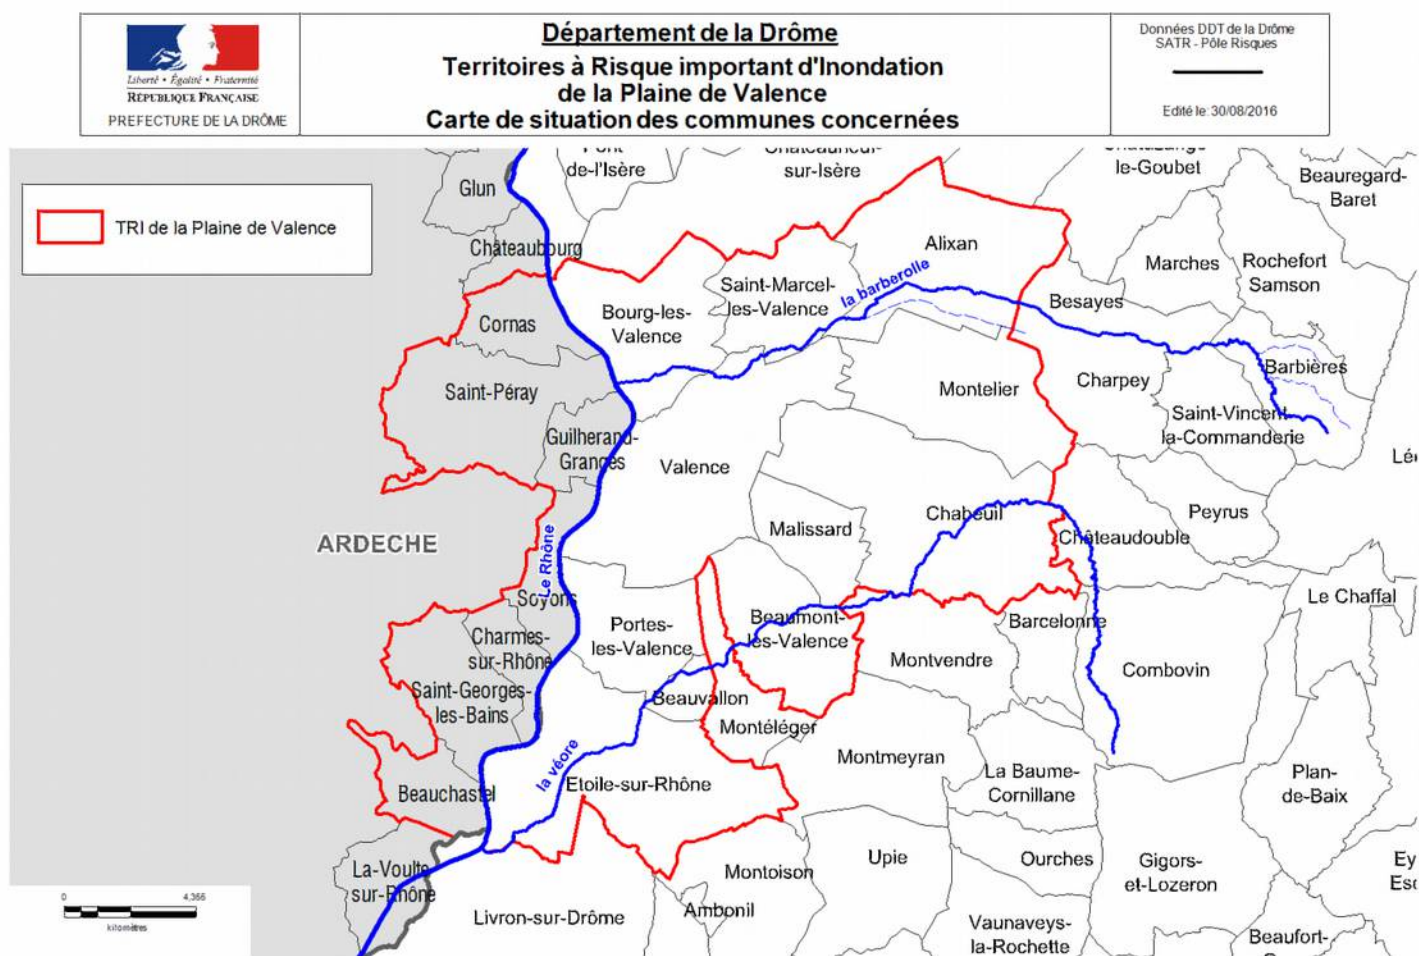 Liberté • Égalité • Fraternité
RÉPUBLIQUE FRANÇAISE
PREFECTURE DE LA DRÔME
Département de la Drôme
Territoires à Risque important d'Inondation
de la Plaine de Valence
Carte de situation des communes concernées
Données DDT de la Drôme
SATR - Pôle Risques
Edité le: 30/08/2016
TRI de la Plaine de Valence
Glun
de-l'Isère
sur-Isère
le-Goubet
Beauregard-
Baret
Châteaubourg
Alixan
Marches
Rochefort
Samson
Saint-Marcel-
les-Valence
la barberolle
Besayes
Cornas
Bourg-les-
Valence
Barbières
Saint-Péray
Montelier
Charpey
Saint-Vincent-
la-Commanderie
Guilherand-
Granges
Valence
Peyrus
Malissard
Chabeuil
Châteaudouble
ARDECHE
Le Rhône
Soyons
Le Chaffal
Charmes-
sur-Rhône
Portes-
les-Valence
Beaumont-
les-Valence
Barcelonne
Montvendre
Combovin
Saint-Georges-
les-Bains
Beauvallon
Montéléger
Montmeyran
la véore
Etoile-sur-Rhône
La Baume-
Cornillane
Plan-
de-Baix
Beauchastel
La-Voulte-
sur-Rhône
Montoison
Upie
Ourches
Gigors-
et-Lozeron
Livron-sur-Drôme
Ambonil
Vaunaveys-
la-Rochette
Beaufort-
0 4,355
kilomètres